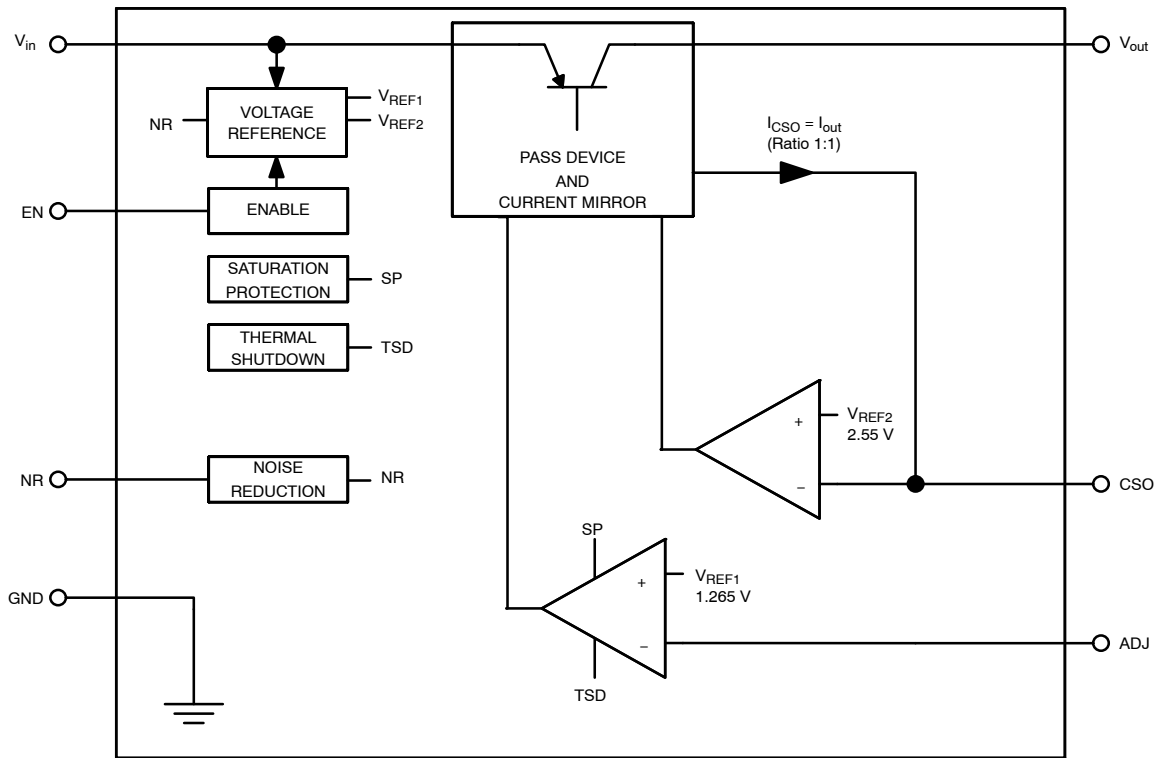 Vin
Vout
VREF1
VOLTAGE
REFERENCE
NR
VREF2
ICSO = Iout
(Ratio 1:1)
PASS DEVICE
AND
CURRENT MIRROR
EN
ENABLE
SATURATION
PROTECTION
SP
THERMAL
SHUTDOWN
TSD
+
VREF2
2.55 V
NR
NOISE
REDUCTION
NR
–
CSO
SP
+
VREF1
1.265 V
GND
–
ADJ
TSD